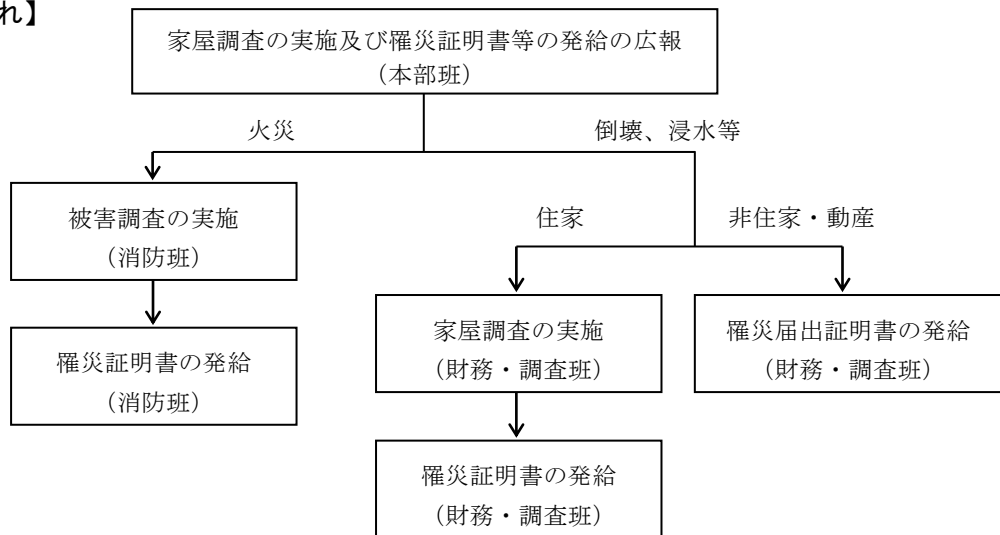 れ】
家屋調査の実施及び罹災証明書等の発給の広報
（本部班）
火災
倒壊、浸水等
被害調査の実施
（消防班）
住家
非住家・動産
罹災証明書の発給
（消防班）
家屋調査の実施
（財務・調査班）
罹災届出証明書の発給
（財務・調査班）
罹災証明書の発給
（財務・調査班）